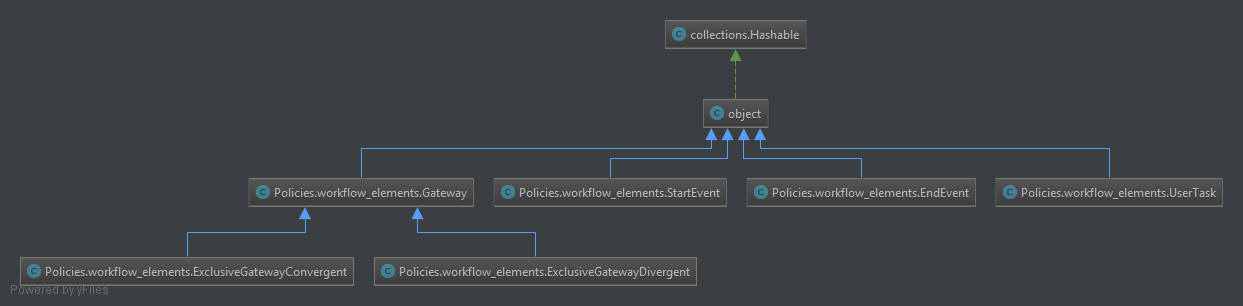 collections.Hashable
object
Policies.workflow_elements.Gateway
Policies.workflow_elements.StartEvent
Policies.workflow_elements.EndEvent
Policies.workflow_elements.UserTask
Policies.workflow_elements.ExclusiveGatewayConvergent
Policies.workflow_elements.ExclusiveGatewayDivergent
Powered by yFiles